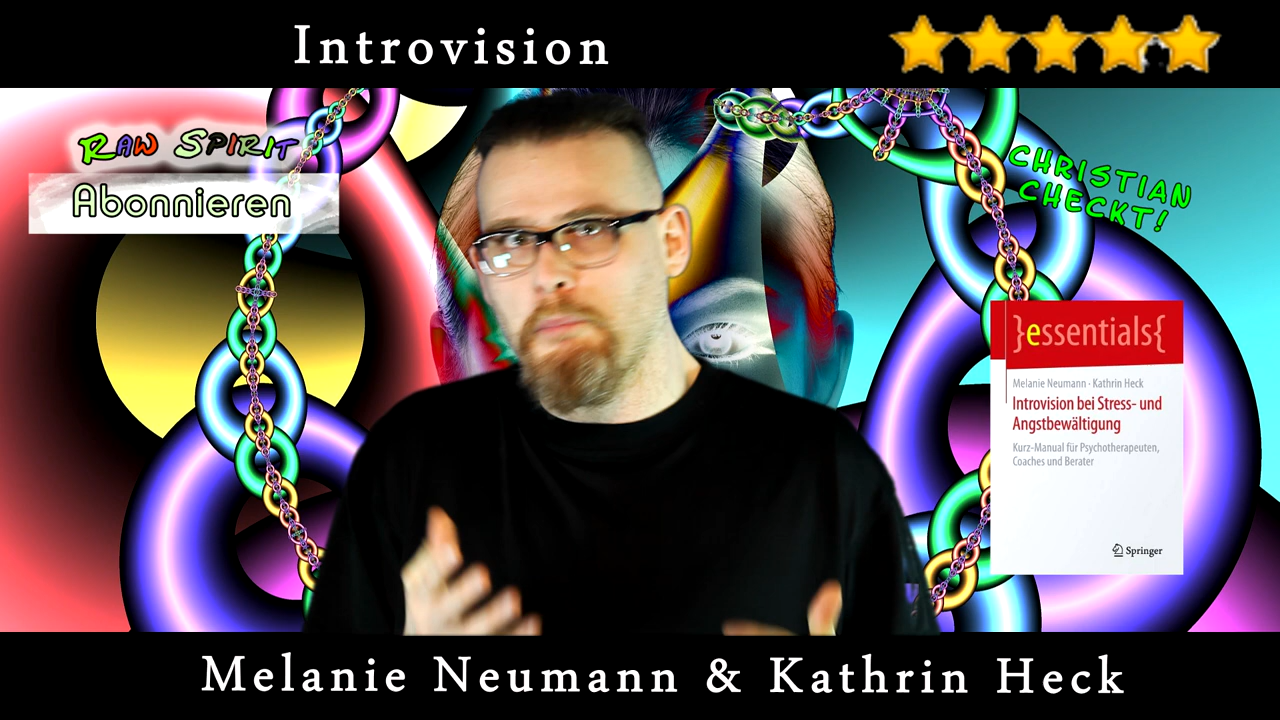 Introvision
Raw Spirit
Abonnieren
CHRISTIAN
CHECKT!
}essentials{
Melanie Neumann · Kathrin Heck
Introvision bei Stress- und
Angstbewältigung
Kurz-Manual für Psychotherapeuten,
Coaches und Berater
Springer
Melanie Neumann & Kathrin Heck